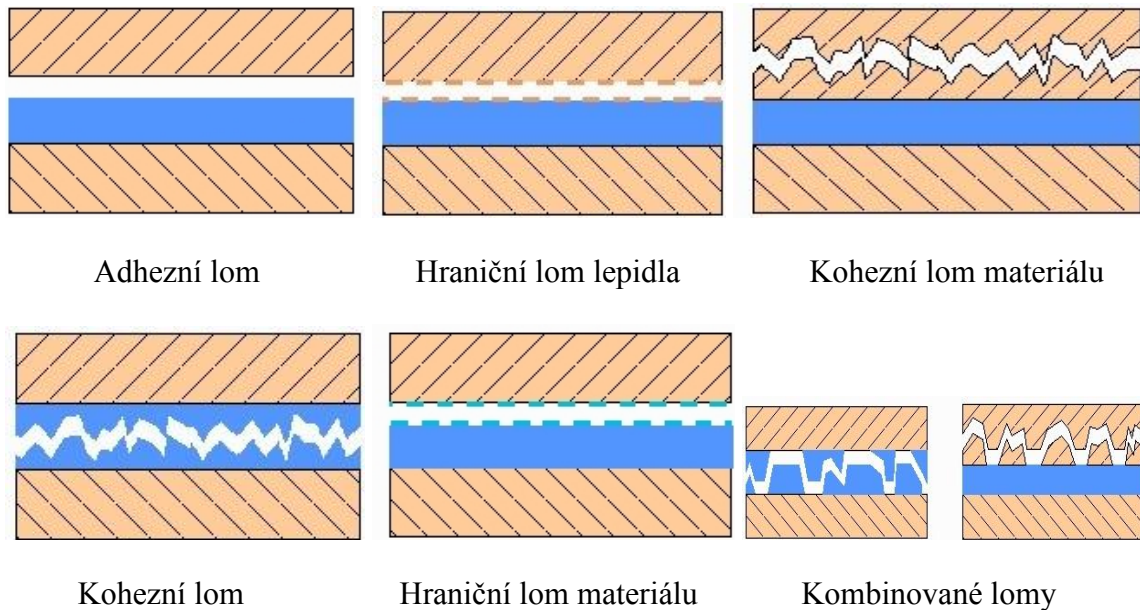 Adhezní lom
Hraniční lom lepidla
Kohezní lom materiálu
Kohezní lom
Hraniční lom materiálu
Kombinované lomy